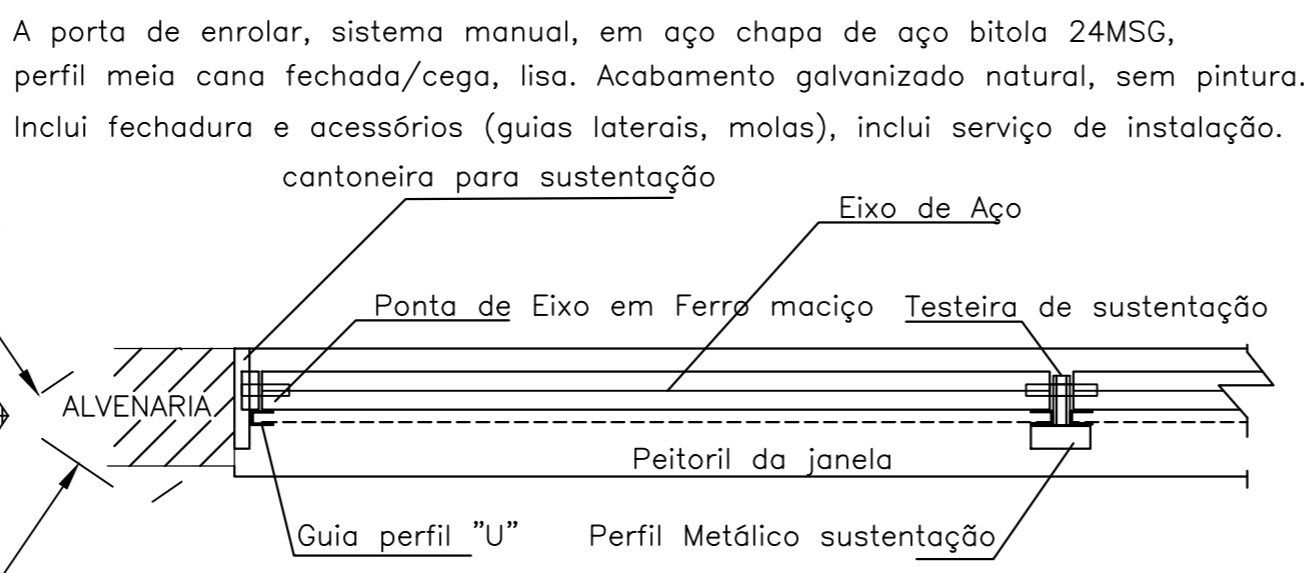 A porta de enrolar, sistema manual, em aço chapa de aço bitola 24MSG,
perfil meia cana fechada/cega, lisa. Acabamento galvanizado natural, sem pintura.
Inclui fechadura e acessórios (guias laterais, molas), inclui serviço de instalação.
cantoneira para sustentação
Eixo de Aço
Ponta de Eixo em Ferro maciço
Testeira de sustentação
ALVENARIA
Peitoril da janela
Guia perfil "U"
Perfil Metálico sustentação